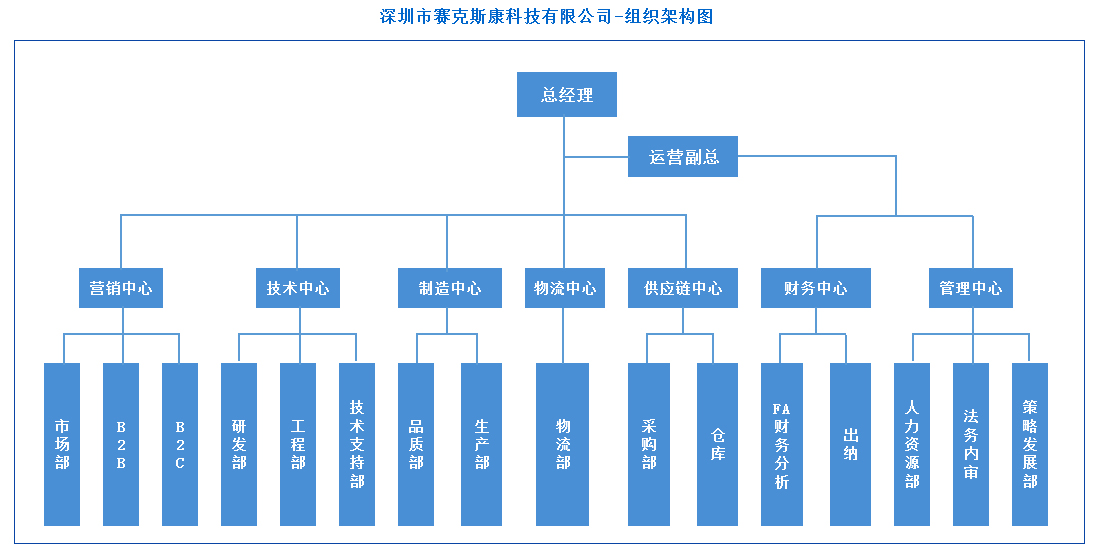 深圳市赛克斯康科技有限公司-组织架构图
总经理
运营副总
营销中心
技术中心
制造中心
物流中心
供应链中心
财务中心
管理中心
市场部
B2B
B2C
研发部
工程部
技术支持部
品质部
生产部
物流部
采购部
仓库
FA财务分析
出纳
人力资源部
法务内审
策略发展部